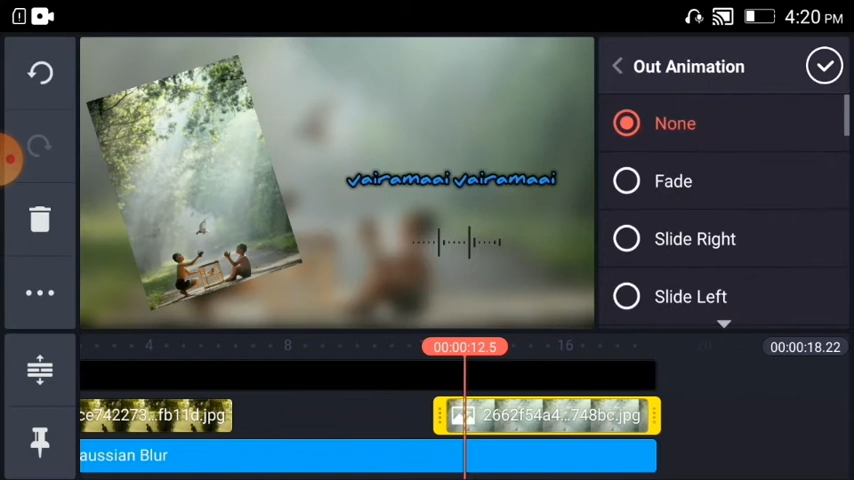 4:20 PM
Out Animation
None
Fade
vairamaai vairamaai
Slide Right
Slide Left
4
8
00:00:12.5
16
20
00:00:18.22
ce742273...fb11d.jpg
2662f54a4...748bc.jpg
aussian Blur